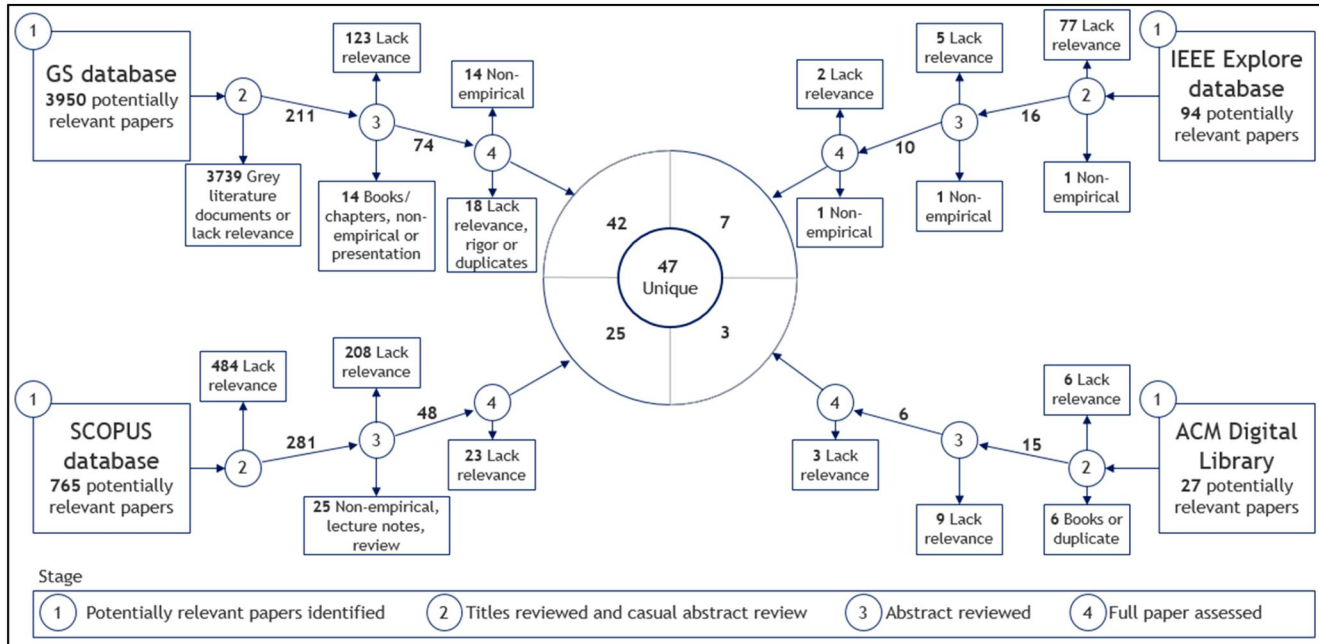 1
GS database
3950 potentially
relevant papers
2
211
3739 Grey
literature
documents or
lack relevance
123 Lack
relevance
3
74
14 Books/
chapters, non-
empirical or
presentation
14 Non-
empirical
4
18 Lack
relevance,
rigor or
duplicates
1
IEEE Explore
database
94 potentially
relevant papers
77 Lack
relevance
2
16
1 Non-
empirical
5 Lack
relevance
3
10
1 Non-
empirical
2 Lack
relevance
4
1 Non-
empirical
42
7
47
Unique
25
3
1
SCOPUS
database
765 potentially
relevant papers
484 Lack
relevance
2
281
208 Lack
relevance
3
48
25 Non-empirical,
lecture notes,
review
4
23 Lack
relevance
1
ACM Digital
Library
27 potentially
relevant papers
6 Lack
relevance
2
15
6 Books or
duplicate
3
6
9 Lack
relevance
4
3 Lack
relevance
Stage
1 Potentially relevant papers identified
2 Titles reviewed and casual abstract review
3 Abstract reviewed
4 Full paper assessed